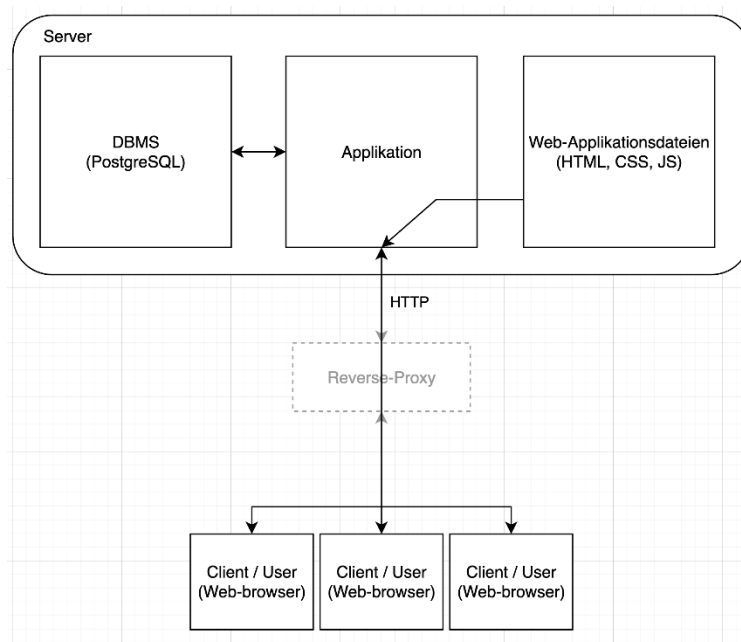 Server
DBMS
(PostgreSQL)
Applikation
Web-Applikationsdateien
(HTML, CSS, JS)
HTTP
Reverse-Proxy
Client / User
(Web-browser)
Client / User
(Web-browser)
Client / User
(Web-browser)